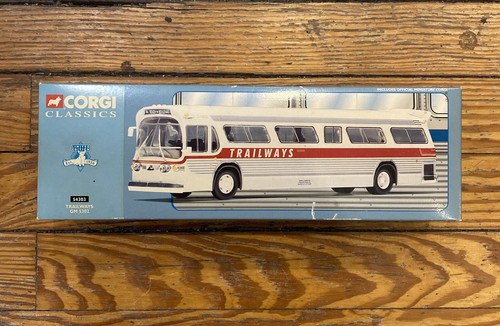 CORGI
CLASSICS
54303
TRAILWAYS
GM 5303
TRAILWAYS